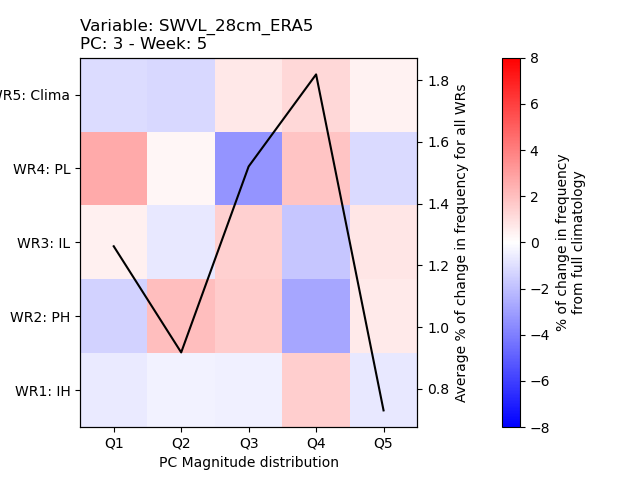 Variable: SWVL_28cm_ERA5
PC: 3 - Week: 5
WR5: Clima
WR4: PL
WR3: IL
WR2: PH
WR1: IH
Q1 Q2 Q3 Q4 Q5
PC Magnitude distribution
1.8
1.6
1.4
1.2
1.0
0.8
Average % of change in frequency for all WRs
8
6
4
2
0
−2
−4
−6
−8
% of change in frequency
from full climatology